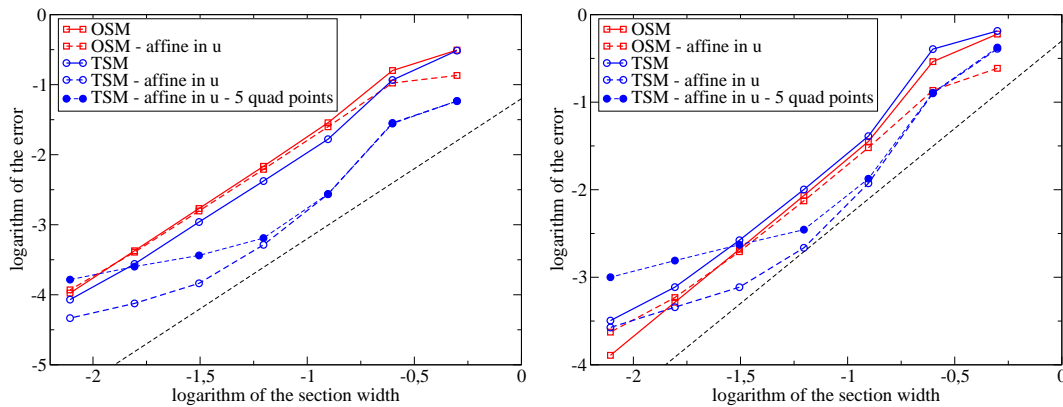 0
-1
-2
-3
-4
-5
logarithm of the error
OSM
OSM - affine in u
TSM
TSM - affine in u
TSM - affine in u - 5 quad points
-2
-1,5
-1
-0,5
0
logarithm of the section width
0
-1
-2
-3
-4
logarithm of the error
OSM
OSM - affine in u
TSM
TSM - affine in u
TSM - affine in u - 5 quad points
-2
-1,5
-1
-0,5
0
logarithm of the section width